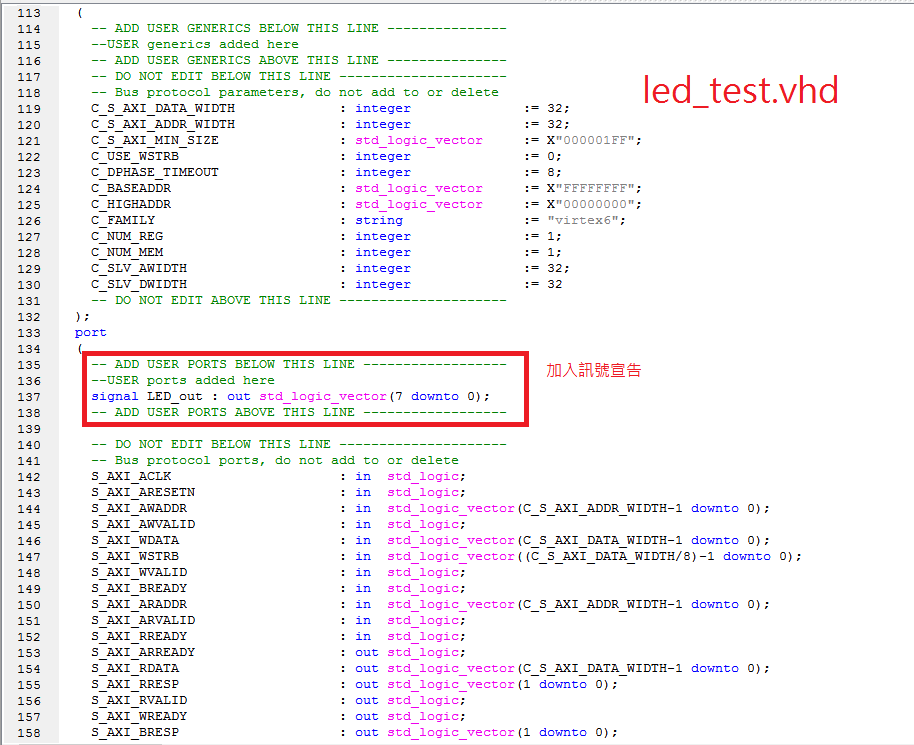 led_test.vhd
113 (
114 -- ADD USER GENERICS BELOW THIS LINE ---------------
115 --USER generics added here
116 -- ADD USER GENERICS ABOVE THIS LINE ---------------
117 -- DO NOT EDIT BELOW THIS LINE ---------------------
118 -- Bus protocol parameters, do not add to or delete
119 C_S_AXI_DATA_WIDTH : integer := 32;
120 C_S_AXI_ADDR_WIDTH : integer := 32;
121 C_S_AXI_MIN_SIZE : std_logic_vector := X"000001FF";
122 C_USE_WSTRB : integer := 0;
123 C_DPHASE_TIMEOUT : integer := 8;
124 C_BASEADDR : std_logic_vector := X"FFFFFFFF";
125 C_HIGHADDR : std_logic_vector := X"00000000";
126 C_FAMILY : string := "virtex6";
127 C_NUM_REG : integer := 1;
128 C_NUM_MEM : integer := 1;
129 C_SLV_AWIDTH : integer := 32;
130 C_SLV_DWIDTH : integer := 32
131 -- DO NOT EDIT ABOVE THIS LINE ---------------------
132 );
133 port
134 (
135 -- ADD USER PORTS BELOW THIS LINE ------------------
136 --USER ports added here
加入訊號宣告
137 signal LED_out : out std_logic_vector(7 downto 0);
138 -- ADD USER PORTS ABOVE THIS LINE ------------------
139
140 -- DO NOT EDIT BELOW THIS LINE ---------------------
141 -- Bus protocol ports, do not add to or delete
142 S_AXI_ACLK : in std_logic;
143 S_AXI_ARESETN : in std_logic;
144 S_AXI_AWADDR : in std_logic_vector(C_S_AXI_ADDR_WIDTH-1 downto 0);
145 S_AXI_AWVALID : in std_logic;
146 S_AXI_WDATA : in std_logic_vector(C_S_AXI_DATA_WIDTH-1 downto 0);
147 S_AXI_WSTRB : in std_logic_vector((C_S_AXI_DATA_WIDTH/8)-1 downto 0);
148 S_AXI_WVALID : in std_logic;
149 S_AXI_BREADY : in std_logic;
150 S_AXI_ARADDR : in std_logic_vector(C_S_AXI_ADDR_WIDTH-1 downto 0);
151 S_AXI_ARVALID : in std_logic;
152 S_AXI_RREADY : in std_logic;
153 S_AXI_ARREADY : out std_logic;
154 S_AXI_RDATA : out std_logic_vector(C_S_AXI_DATA_WIDTH-1 downto 0);
155 S_AXI_RRESP : out std_logic_vector(1 downto 0);
156 S_AXI_RVALID : out std_logic;
157 S_AXI_WREADY : out std_logic;
158 S_AXI_BRESP : out std_logic_vector(1 downto 0);